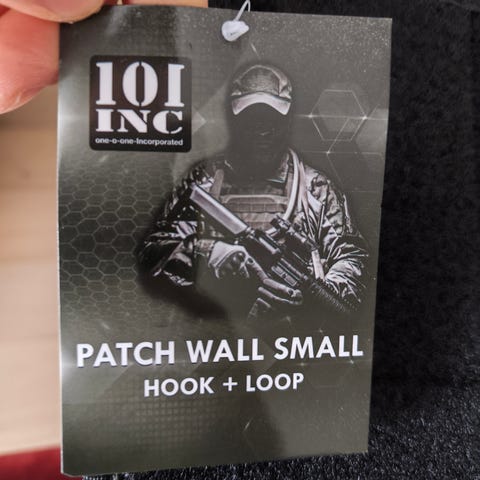 101
INC
one-o-one-Incorporated
PATCH WALL SMALL
HOOK + LOOP